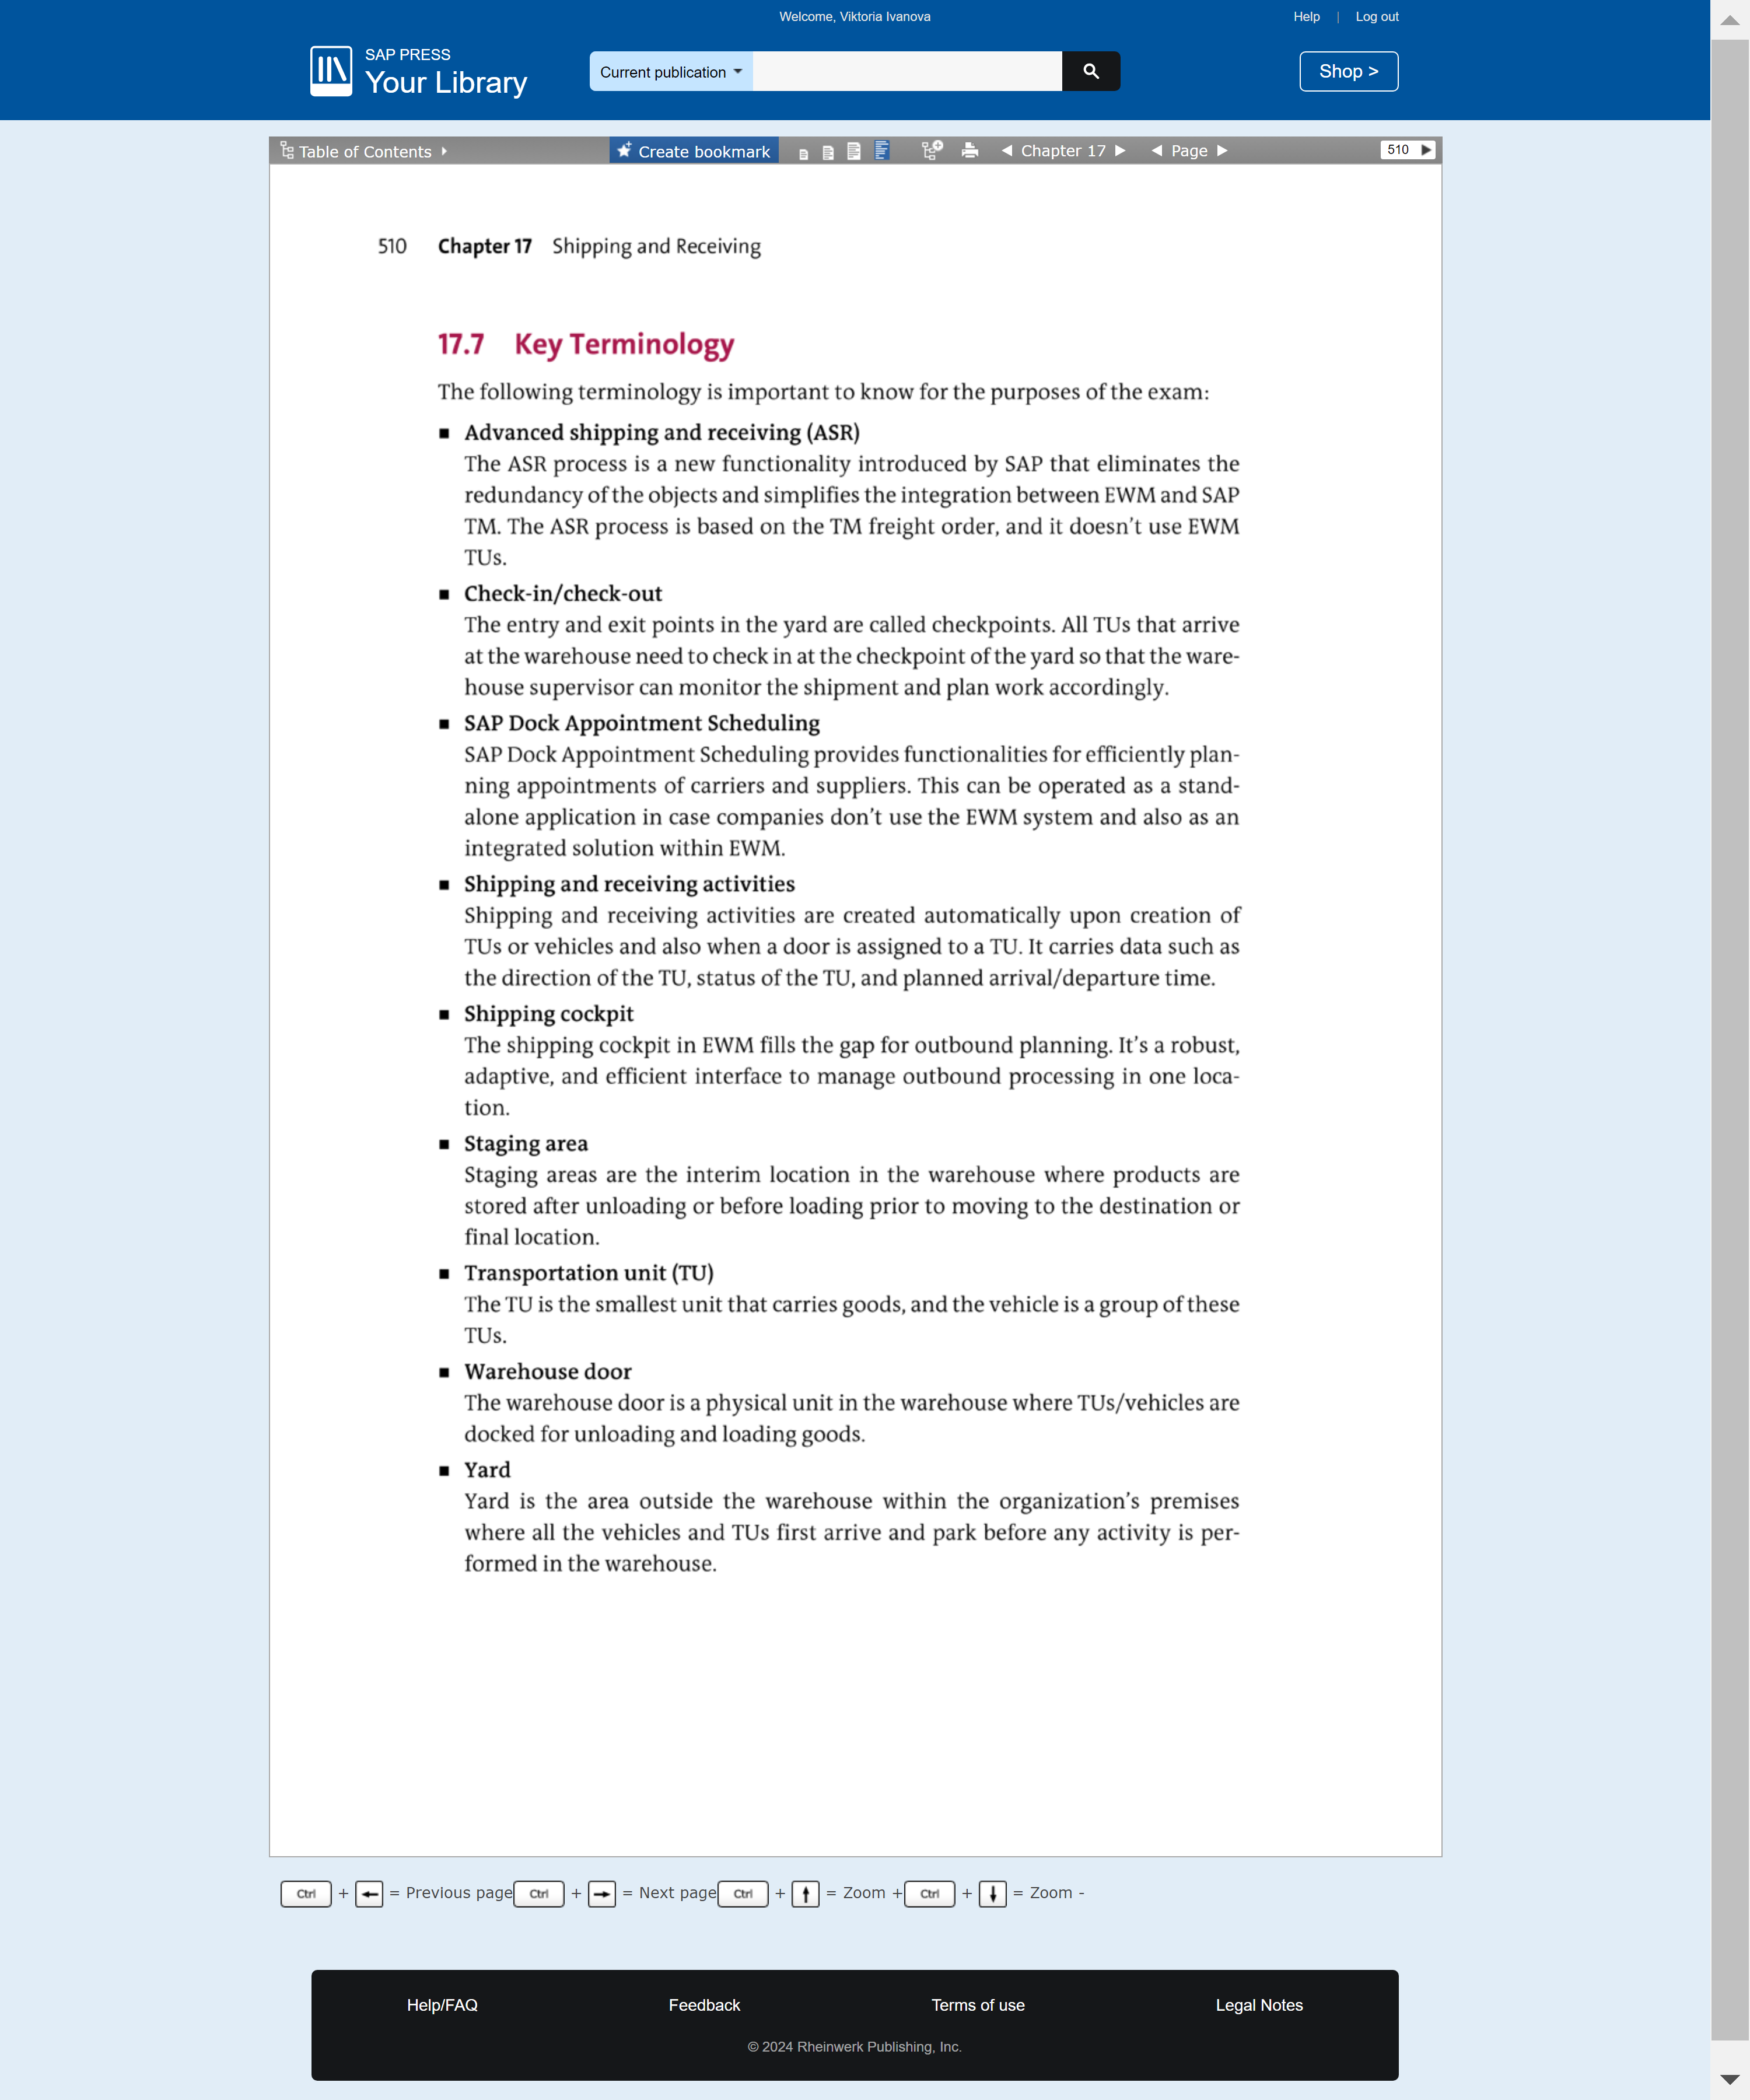 Welcome, Viktoria Ivanova
Help | Log out
SAP PRESS
Your Library
Current publication
Shop >
Table of Contents
Create bookmark
Chapter 17
Page
510
510 Chapter 17 Shipping and Receiving
17.7 Key Terminology
The following terminology is important to know for the purposes of the exam:
■ Advanced shipping and receiving (ASR)
The ASR process is a new functionality introduced by SAP that eliminates the
redundancy of the objects and simplifies the integration between EWM and SAP
TM. The ASR process is based on the TM freight order, and it doesn't use EWM
TUs.
■ Check-in/check-out
The entry and exit points in the yard are called checkpoints. All TUs that arrive
at the warehouse need to check in at the checkpoint of the yard so that the ware-
house supervisor can monitor the shipment and plan work accordingly.
■ SAP Dock Appointment Scheduling
SAP Dock Appointment Scheduling provides functionalities for efficiently plan-
ning appointments of carriers and suppliers. This can be operated as a stand-
alone application in case companies don't use the EWM system and also as an
integrated solution within EWM.
■ Shipping and receiving activities
Shipping and receiving activities are created automatically upon creation of
TUs or vehicles and also when a door is assigned to a TU. It carries data such as
the direction of the TU, status of the TU, and planned arrival/departure time.
■ Shipping cockpit
The shipping cockpit in EWM fills the gap for outbound planning. It's a robust,
adaptive, and efficient interface to manage outbound processing in one loca-
tion.
■ Staging area
Staging areas are the interim location in the warehouse where products are
stored after unloading or before loading prior to moving to the destination or
final location.
■ Transportation unit (TU)
The TU is the smallest unit that carries goods, and the vehicle is a group of these
TUs.
■ Warehouse door
The warehouse door is a physical unit in the warehouse where TUs/vehicles are
docked for unloading and loading goods.
■ Yard
Yard is the area outside the warehouse within the organization's premises
where all the vehicles and TUs first arrive and park before any activity is per-
formed in the warehouse.
Ctrl + ← = Previous page Ctrl + → = Next page Ctrl + ↑ = Zoom + Ctrl + ↓ = Zoom -
Help/FAQ Feedback Terms of use Legal Notes
© 2024 Rheinwerk Publishing, Inc.